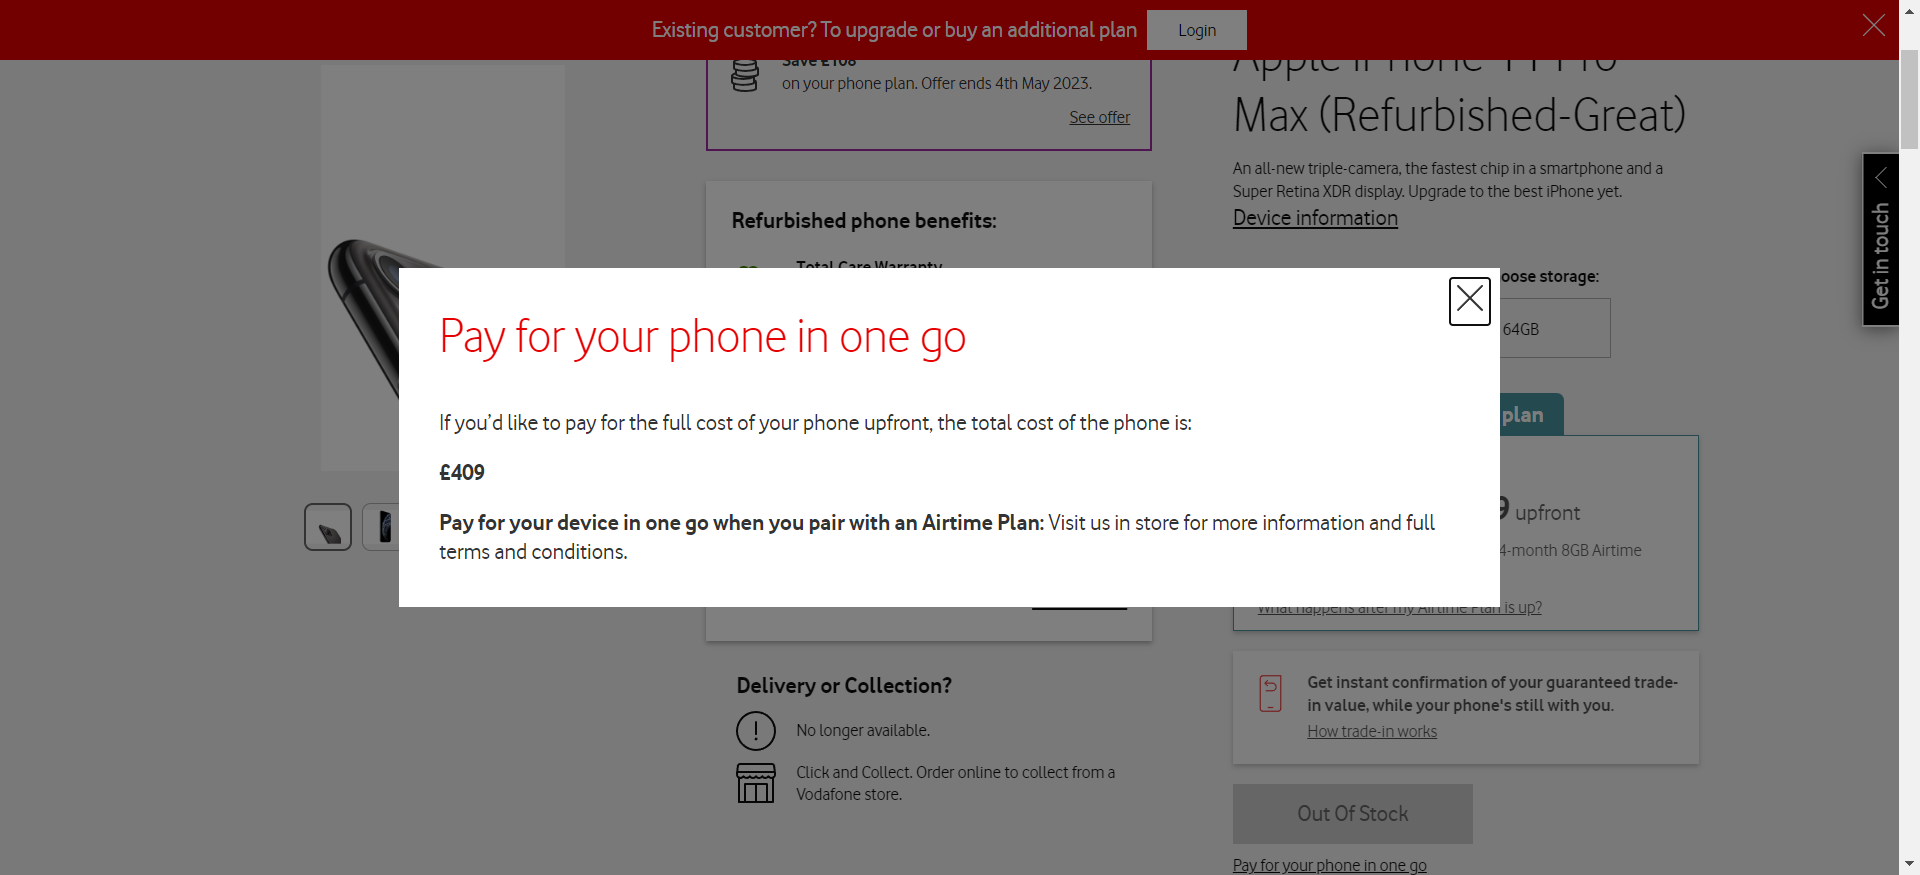 Existing customer? To upgrade or buy an additional plan
Login
Save £108
on your phone plan. Offer ends 4th May 2023.
See offer
Refurbished phone benefits:
Total Care Warranty
Apple iPhone 11 Pro
Max (Refurbished-Great)
An all-new triple-camera, the fastest chip in a smartphone and a
Super Retina XDR display. Upgrade to the best iPhone yet.
Device information
oose storage:
64GB
Get in touch
Pay for your phone in one go
If you’d like to pay for the full cost of your phone upfront, the total cost of the phone is:
£409
Pay for your device in one go when you pair with an Airtime Plan: Visit us in store for more information and full
terms and conditions.
plan
9 upfront
4-month 8GB Airtime
What happens after my Airtime Plan is up?
Get instant confirmation of your guaranteed trade-
in value, while your phone's still with you.
How trade-in works
Delivery or Collection?
No longer available.
Click and Collect. Order online to collect from a
Vodafone store.
Out Of Stock
Pay for your phone in one go